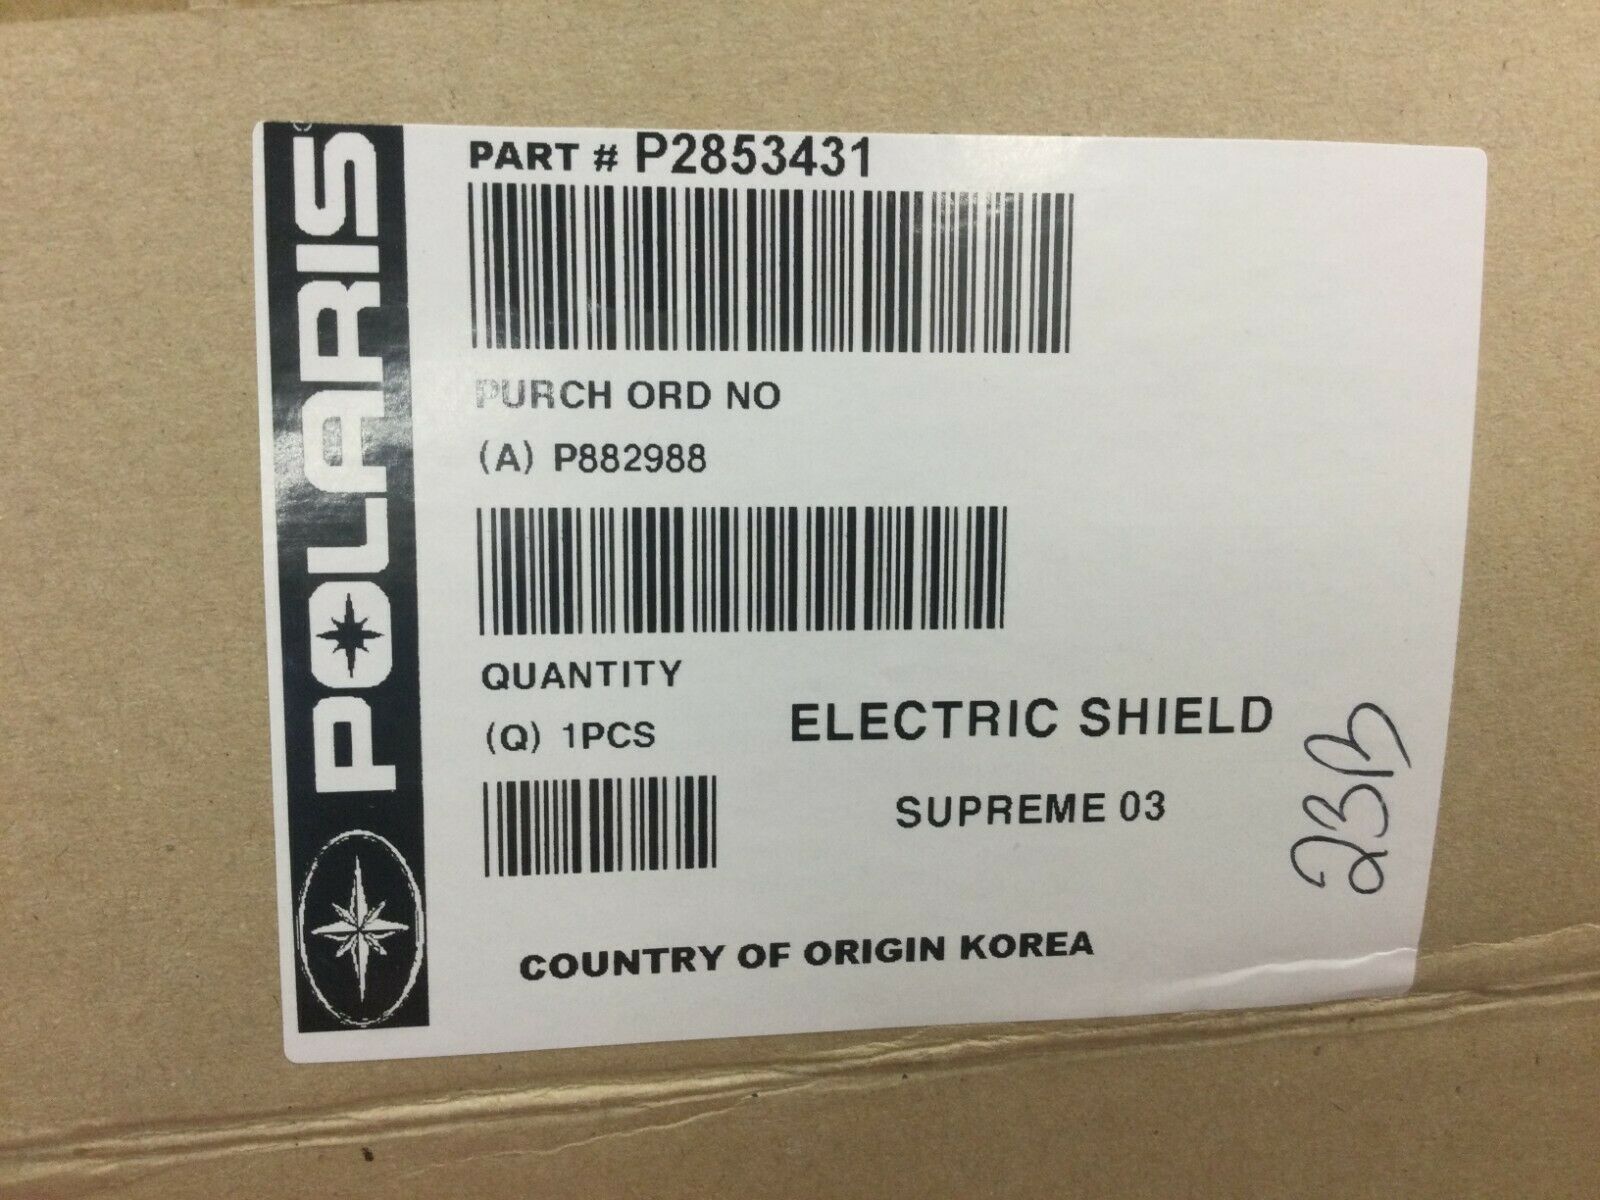 POLARIS
PART # P2853431
PURCH ORD NO
(A) P882988
QUANTITY
(Q) 1PCS
ELECTRIC SHIELD
SUPREME 03
23B
COUNTRY OF ORIGIN KOREA